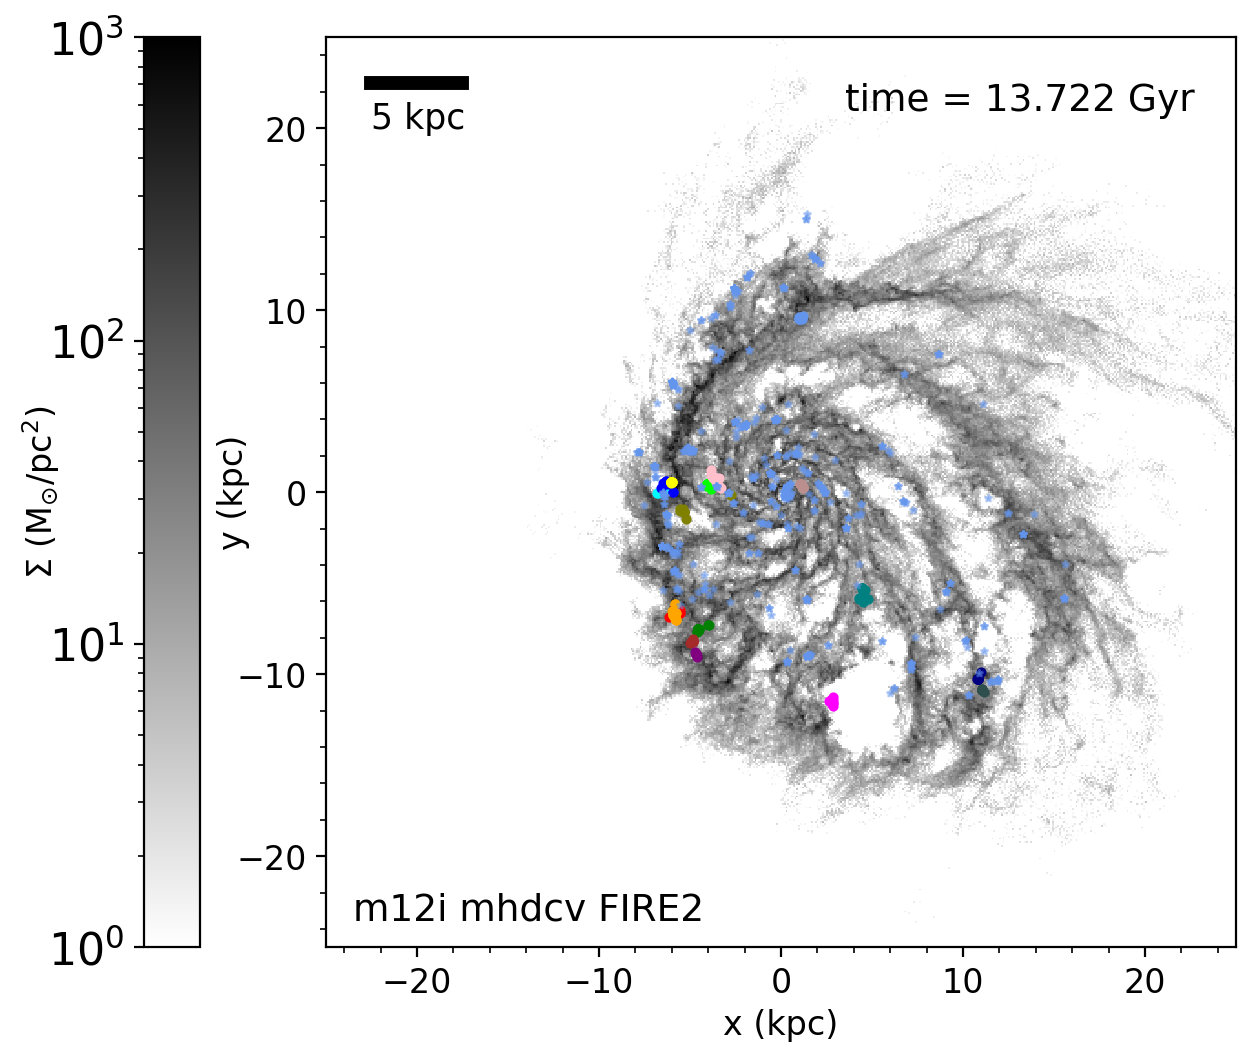 10³
10²
10¹
10⁰
Σ (M⊙/pc²)
y (kpc)
20
10
0
−10
−20
5 kpc
time = 13.722 Gyr
m12i mhdcv FIRE2
−20 −10 0 10 20
x (kpc)